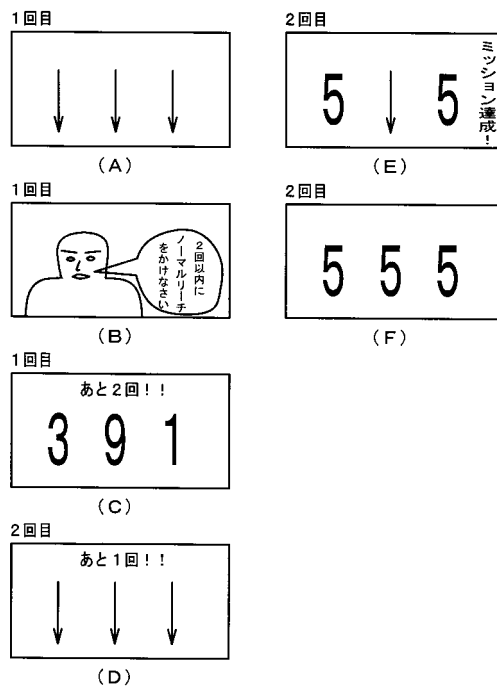 1回目
(A)
1回目
2回以内に
ノーマルリーチ
をかけなさい
(B)
1回目
あと2回!!
3 9 1
(C)
2回目
あと1回!!
(D)
2回目
5 5
ミッション達成!
(E)
2回目
5 5 5
(F)